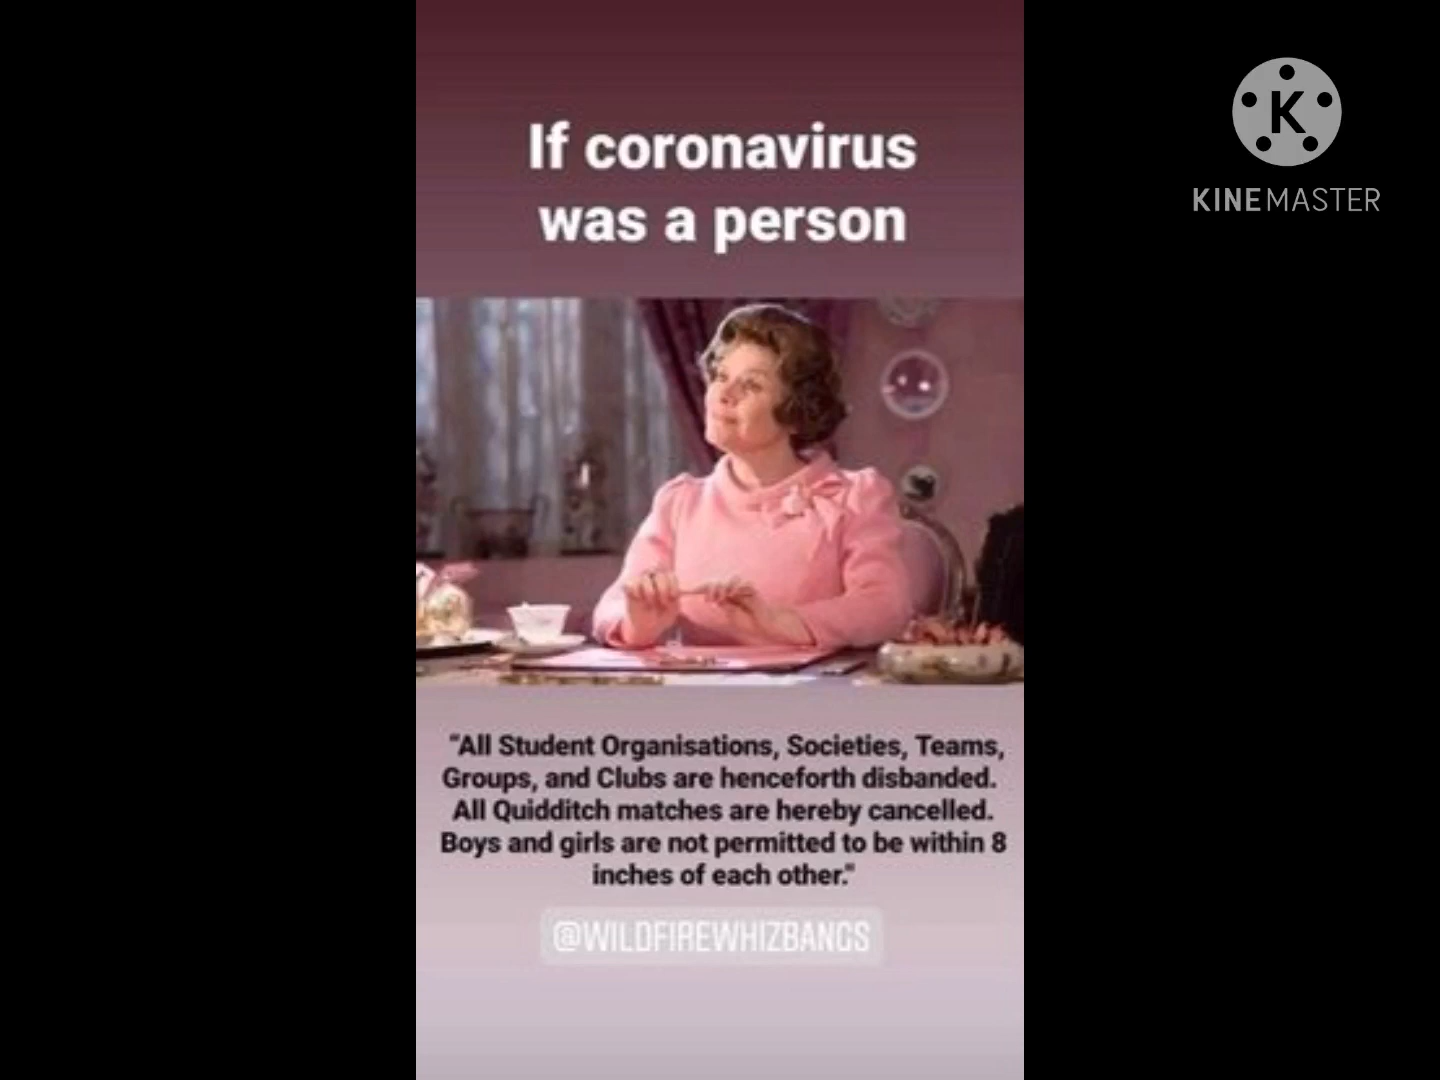 If coronavirus
was a person
K
KINEMASTER
"All Student Organisations, Societies, Teams,
Groups, and Clubs are henceforth disbanded.
All Quidditch matches are hereby cancelled.
Boys and girls are not permitted to be within 8
inches of each other."
@WILDFIREWHIZBANGS